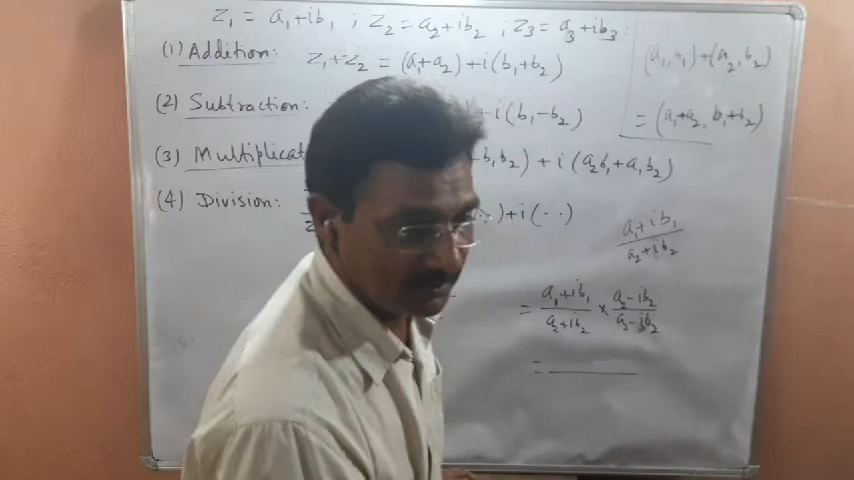 z₁ = a₁+ib₁ ; z₂ = a₂+ib₂ ; z₃ = a₃+ib₃
(1) Addition: z₁+z₂ = (a₁+a₂)+i(b₁+b₂)
(a₁,b₁)+(a₂,b₂)
= (a₁+a₂, b₁+b₂)
(2) Subtraction: +i(b₁-b₂)
(3) Multiplicat b₁b₂)+i(a₂b₁+a₁b₂)
(4) Division: )+i(··)
a₁+ib₁
a₂+ib₂
= a₁+ib₁ × a₂-ib₂
a₂+ib₂ a₂-ib₂
=